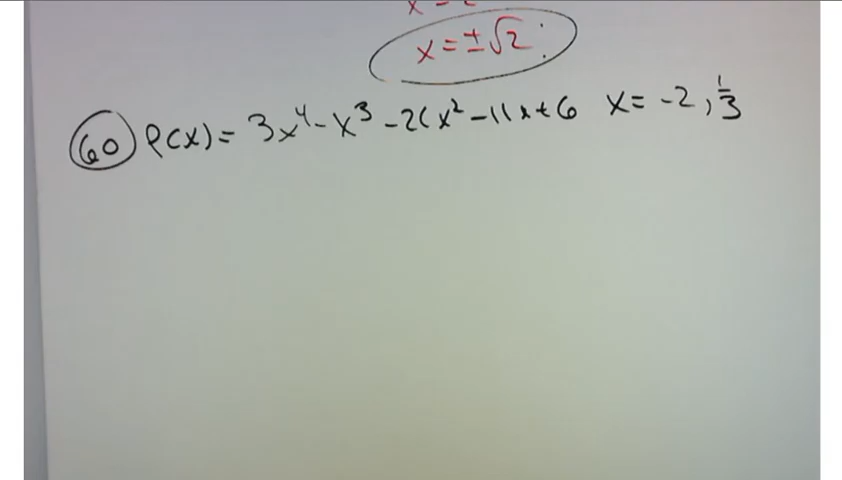 x = ±√2
60 P(x) = 3x⁴ - x³ - 21x² - 11x + 6 x = -2, 1/3